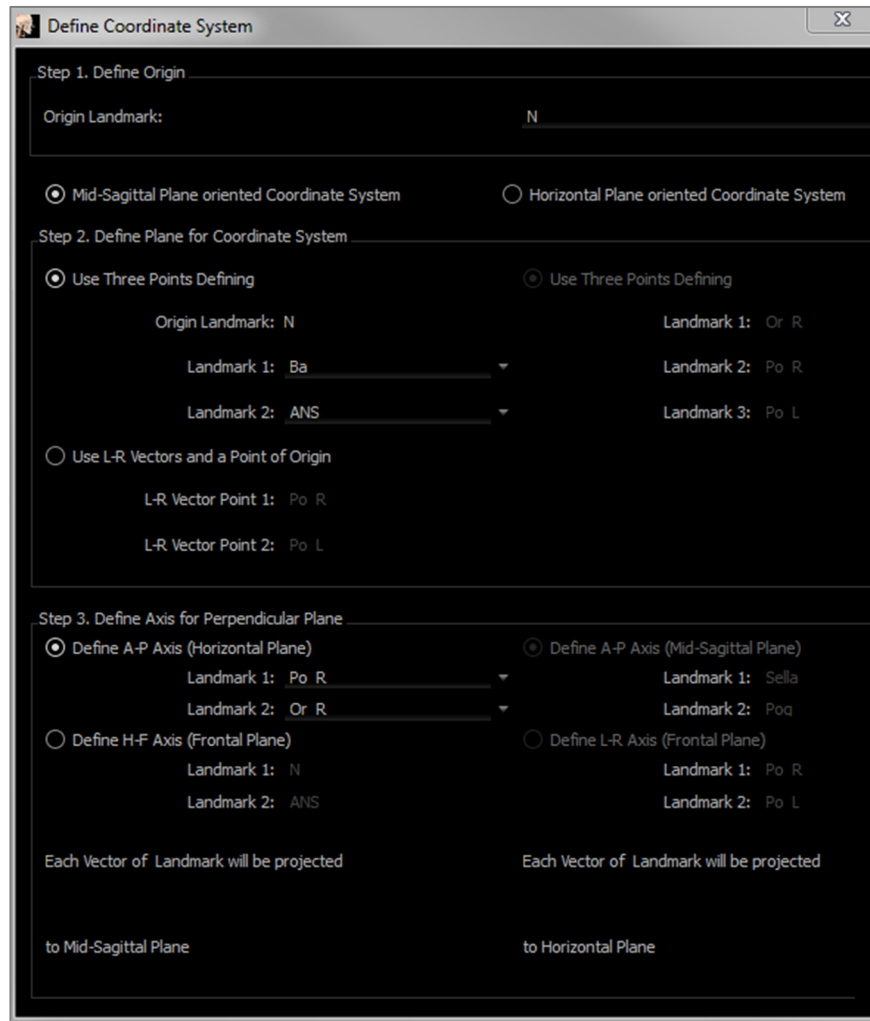 Define Coordinate System
Step 1. Define Origin
Origin Landmark: N
Mid-Sagittal Plane oriented Coordinate System
Horizontal Plane oriented Coordinate System
Step 2. Define Plane for Coordinate System
Use Three Points Defining
Origin Landmark: N
Landmark 1: Ba
Landmark 2: ANS
Use L-R Vectors and a Point of Origin
L-R Vector Point 1: Po R
L-R Vector Point 2: Po L
Use Three Points Defining
Landmark 1: Or R
Landmark 2: Po R
Landmark 3: Po L
Step 3. Define Axis for Perpendicular Plane
Define A-P Axis (Horizontal Plane)
Landmark 1: Po R
Landmark 2: Or R
Define H-F Axis (Frontal Plane)
Landmark 1: N
Landmark 2: ANS
Each Vector of Landmark will be projected
to Mid-Sagittal Plane
Define A-P Axis (Mid-Sagittal Plane)
Landmark 1: Sella
Landmark 2: Pog
Define L-R Axis (Frontal Plane)
Landmark 1: Po R
Landmark 2: Po L
Each Vector of Landmark will be projected
to Horizontal Plane